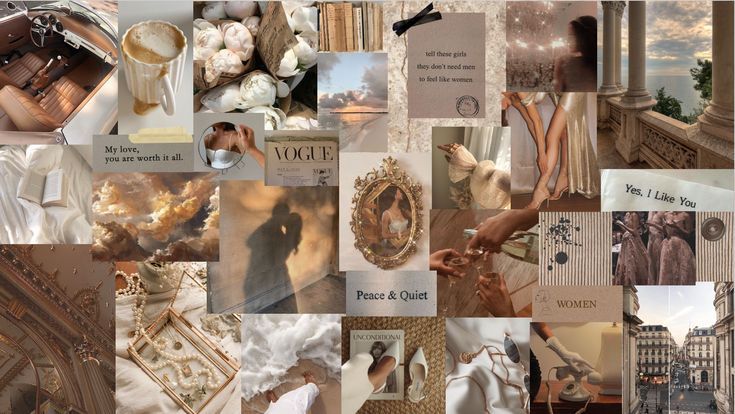 tell these girls
they don't need men
to feel like women
My love,
you are worth it all.
VOGUE
Yes, I Like You
Peace & Quiet
WOMEN
UNCONDITIONAL